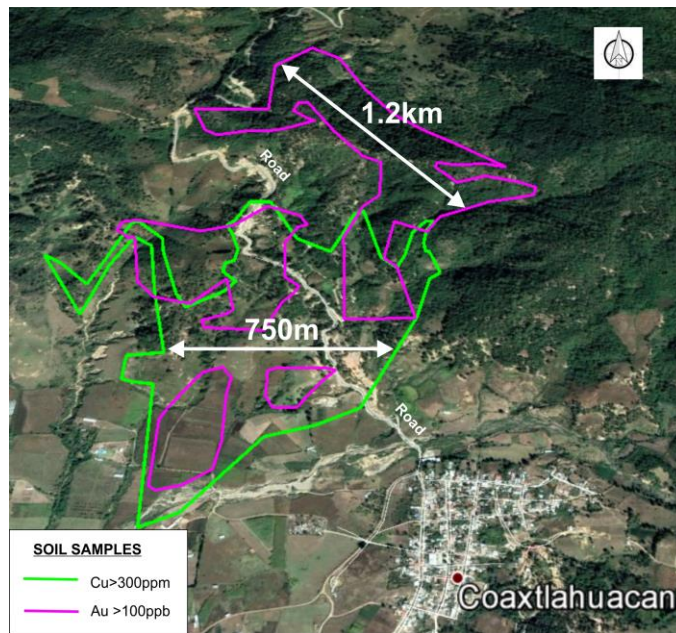 1.2km
Road
750m
Road
SOIL SAMPLES
Cu>300ppm
Au >100ppb
Coaxtlahuacan